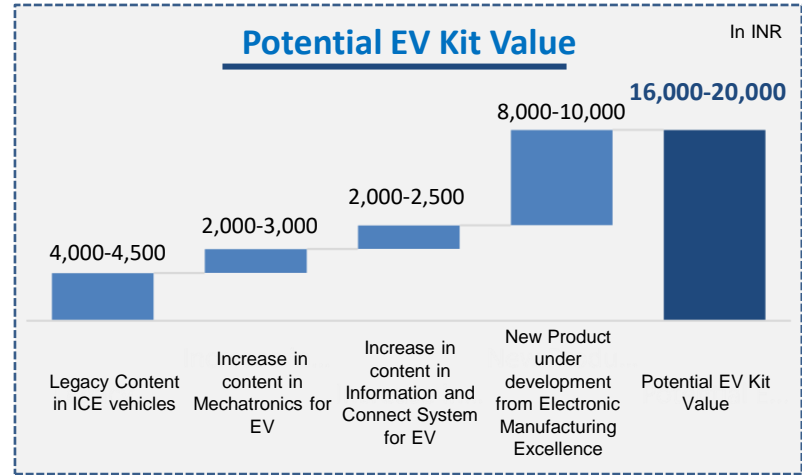 Potential EV Kit Value
In INR
4,000-4,500
2,000-3,000
2,000-2,500
8,000-10,000
16,000-20,000
Legacy Content
in ICE vehicles
Increase in
content in
Mechatronics for
EV
Increase in
content in
Information and
Connect System
for EV
New Product
under
development
from Electronic
Manufacturing
Excellence
Potential EV Kit
Value